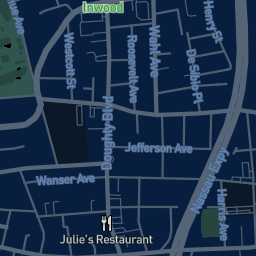 Inwood
Henry St
Wahl Ave
Roosevelt Ave
Westcott St
De Sibio Pl
Doughty Blvd
Jefferson Ave
Nassau Expy
Wanser Ave
Harris Ave
Julie's Restaurant